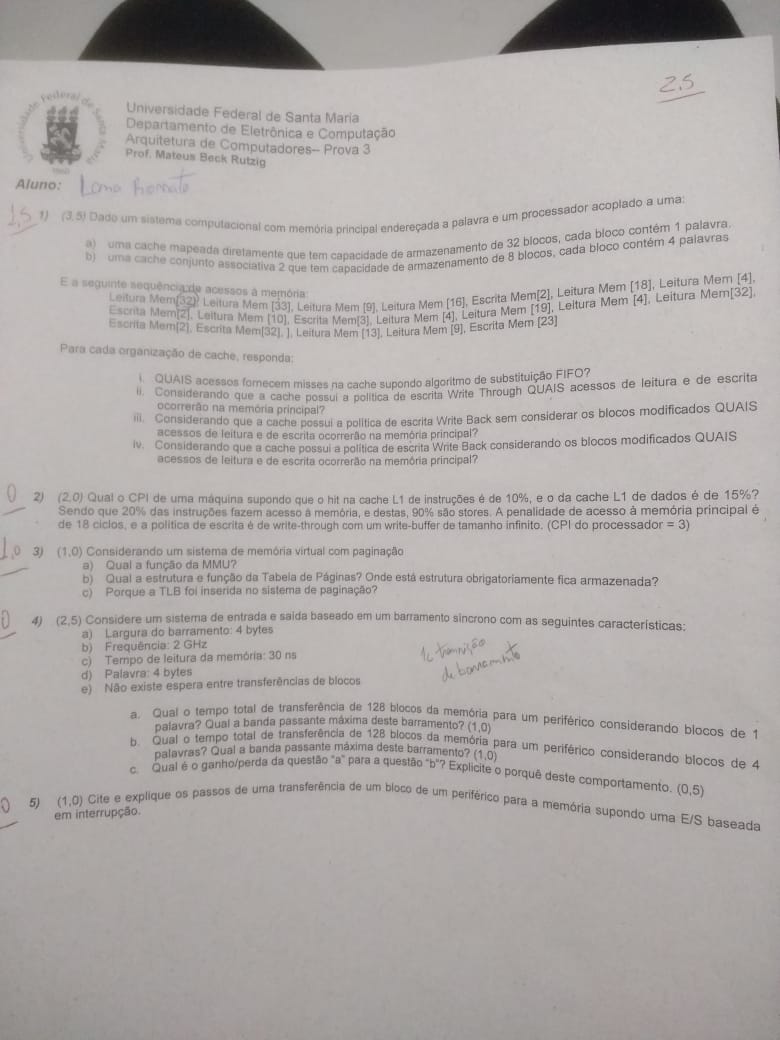 2.5
Universidade Federal de Santa Maria
Departamento de Eletrônica e Computação
Arquitetura de Computadores-- Prova 3
Prof. Mateus Beck Rutzig
Aluno:
1,5 1) (3,5) Dado um sistema computacional com memória principal endereçada a palavra e um processador acoplado a uma:
a) uma cache mapeada diretamente que tem capacidade de armazenamento de 32 blocos, cada bloco contém 1 palavra.
b) uma cache conjunto associativa 2 que tem capacidade de armazenamento de 8 blocos, cada bloco contém 4 palavras
E a seguinte sequência de acessos à memória:
Leitura Mem[32], Leitura Mem [33], Leitura Mem [9], Leitura Mem [16], Escrita Mem[2], Leitura Mem [18], Leitura Mem [4],
Escrita Mem[2], Leitura Mem [10], Escrita Mem[3], Leitura Mem [4], Leitura Mem [19], Leitura Mem [4], Leitura Mem[32],
Escrita Mem[2], Escrita Mem[32], ], Leitura Mem [13], Leitura Mem [9], Escrita Mem [23]
Para cada organização de cache, responda:
i. QUAIS acessos fornecem misses na cache supondo algoritmo de substituição FIFO?
ii. Considerando que a cache possui a política de escrita Write Through QUAIS acessos de leitura e de escrita
ocorrerão na memória principal?
iii. Considerando que a cache possui a política de escrita Write Back sem considerar os blocos modificados QUAIS
acessos de leitura e de escrita ocorrerão na memória principal?
iv. Considerando que a cache possui a política de escrita Write Back considerando os blocos modificados QUAIS
acessos de leitura e de escrita ocorrerão na memória principal?
0 2) (2,0) Qual o CPI de uma máquina supondo que o hit na cache L1 de instruções é de 10%, e o da cache L1 de dados é de 15%?
Sendo que 20% das instruções fazem acesso à memória, e destas, 90% são stores. A penalidade de acesso à memória principal é
de 18 ciclos, e a política de escrita é de write-through com um write-buffer de tamanho infinito. (CPI do processador = 3)
1,0 3) (1,0) Considerando um sistema de memória virtual com paginação
a) Qual a função da MMU?
b) Qual a estrutura e função da Tabela de Páginas? Onde está estrutura obrigatoriamente fica armazenada?
c) Porque a TLB foi inserida no sistema de paginação?
0 4) (2,5) Considere um sistema de entrada e saída baseado em um barramento síncrono com as seguintes características:
a) Largura do barramento: 4 bytes
b) Frequência: 2 GHz
c) Tempo de leitura da memória: 30 ns
d) Palavra: 4 bytes
e) Não existe espera entre transferências de blocos
1c transição
de barramento
a. Qual o tempo total de transferência de 128 blocos da memória para um periférico considerando blocos de 1
palavra? Qual a banda passante máxima deste barramento? (1,0)
b. Qual o tempo total de transferência de 128 blocos da memória para um periférico considerando blocos de 4
palavras? Qual a banda passante máxima deste barramento? (1,0)
c. Qual é o ganho/perda da questão "a" para a questão "b"? Explicite o porquê deste comportamento. (0,5)
0 5) (1,0) Cite e explique os passos de uma transferência de um bloco de um periférico para a memória supondo uma E/S baseada
em interrupção.